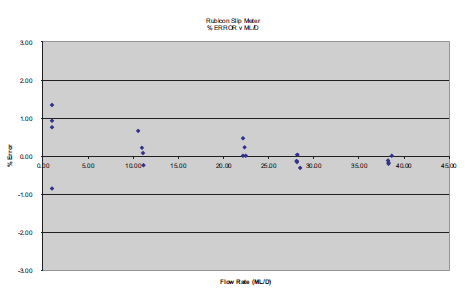 Rubicon Slip Meter
% ERROR v ML/D
3.00
2.00
1.00
0.00
-1.00
-2.00
-3.00
% Error
0.00 5.00 10.00 15.00 20.00 25.00 30.00 35.00 40.00 45.00
Flow Rate (ML/D)